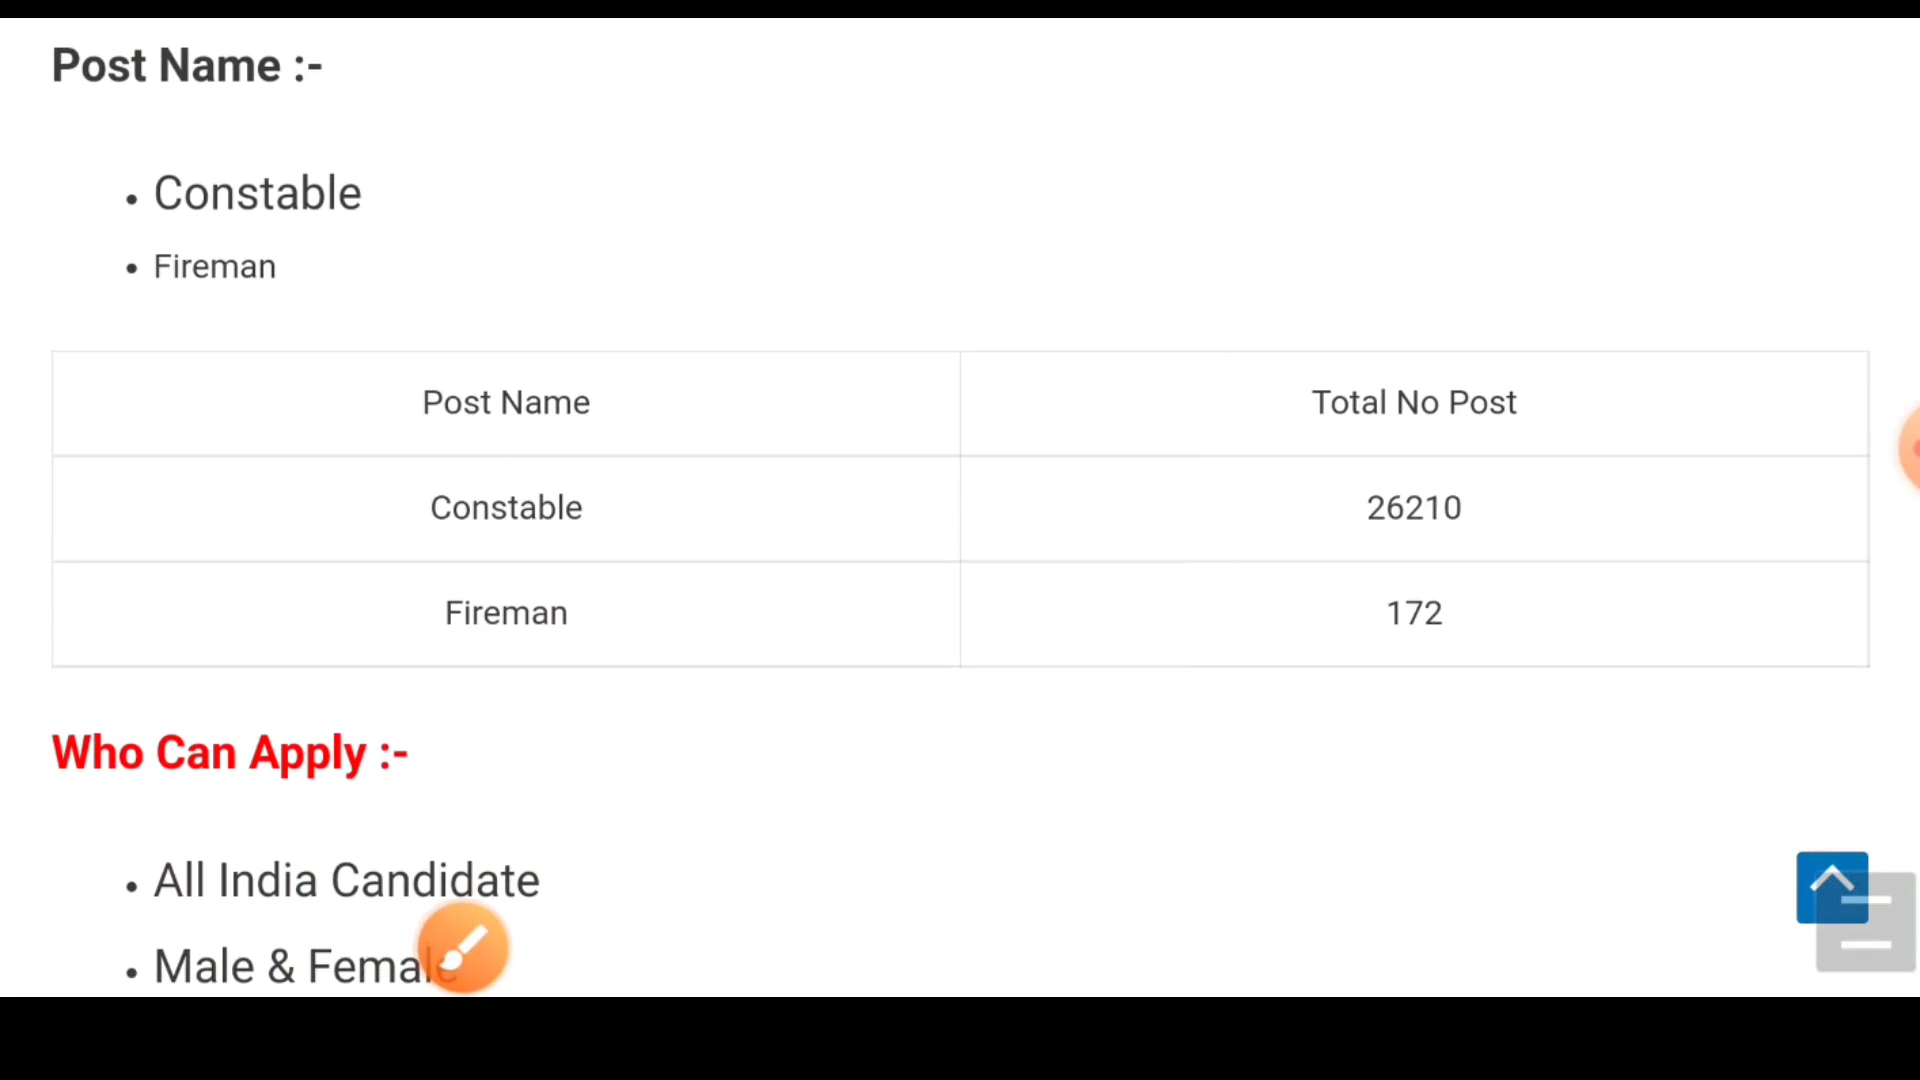 Post Name :-
• Constable
• Fireman
Post Name Total No Post
Constable 26210
Fireman 172
Who Can Apply :-
• All India Candidate
• Male & Female